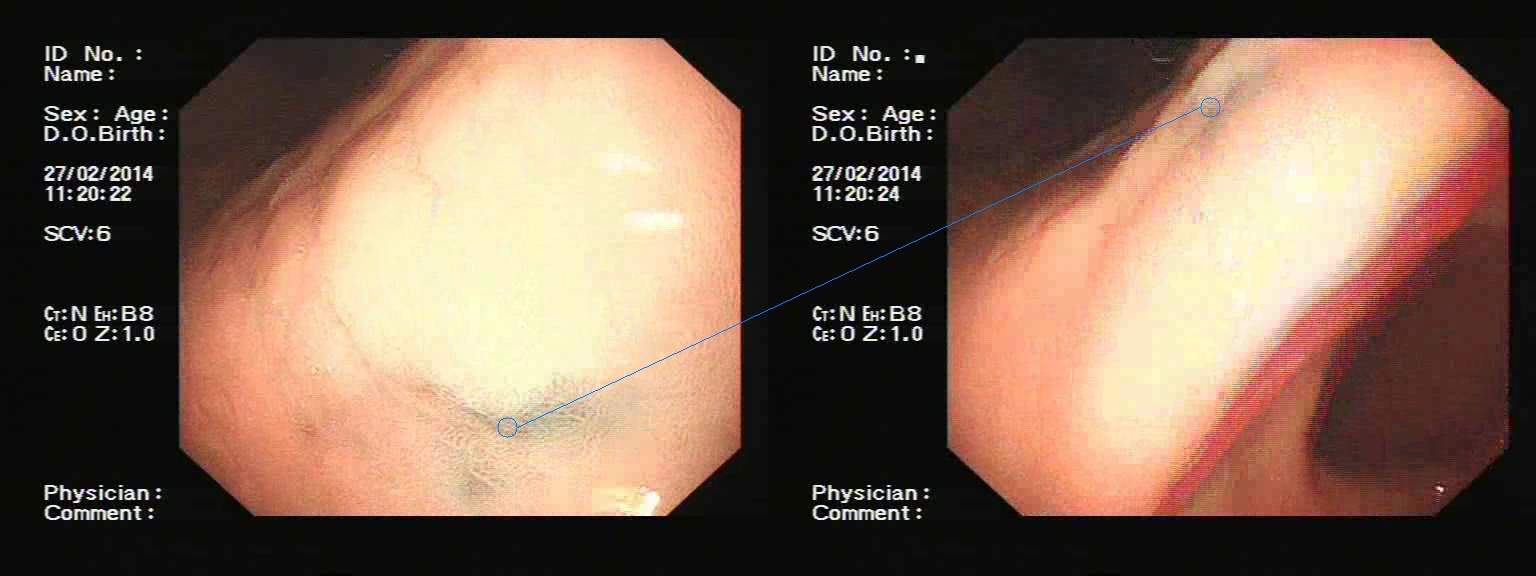 ID No. :
Name:
Sex: Age:
D.O.Birth:
27/02/2014
11:20:22
SCV:6
CT:N EH:B8
CE:0 Z:1.0
Physician:
Comment:
ID No. :
Name:
Sex: Age:
D.O.Birth:
27/02/2014
11:20:24
SCV:6
CT:N EH:B8
CE:0 Z:1.0
Physician:
Comment: